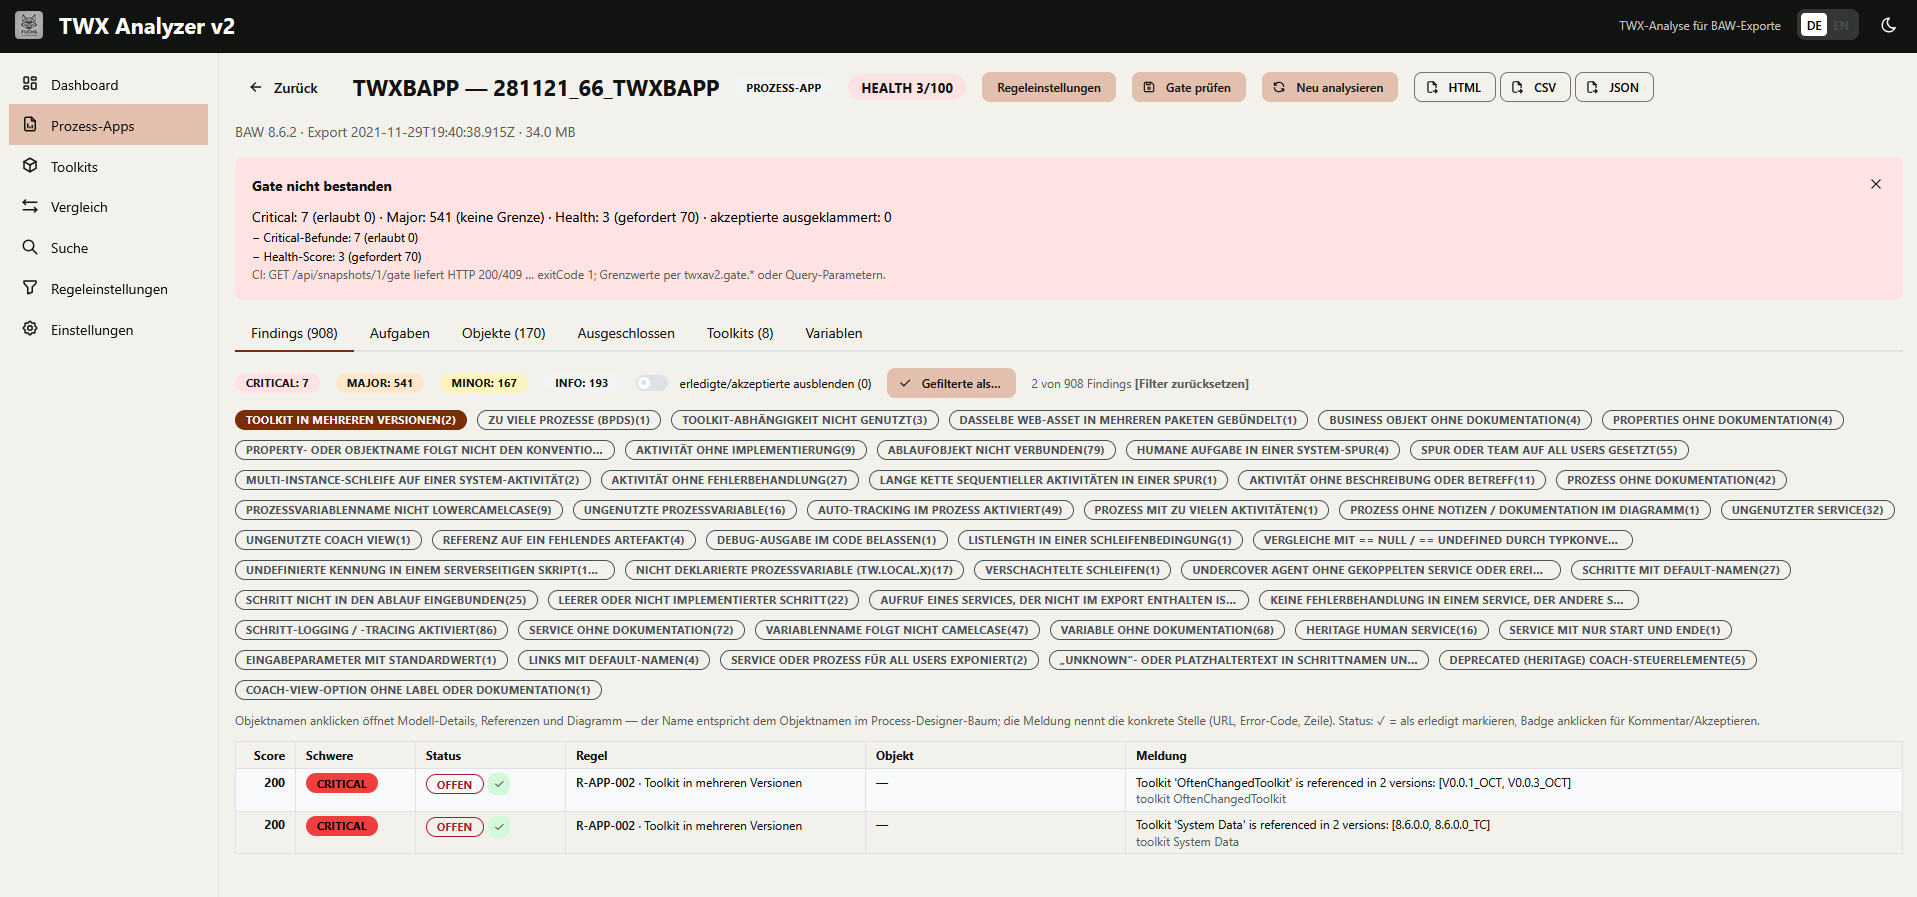 FUCHS
TWX Analyzer v2
TWX-Analyse für BAW-Exporte
DE EN
Dashboard
Prozess-Apps
Toolkits
Vergleich
Suche
Regeleinstellungen
Einstellungen
Zurück
TWXBAPP — 281121_66_TWXBAPP
PROZESS-APP
HEALTH 3/100
Regeleinstellungen
Gate prüfen
Neu analysieren
HTML
CSV
JSON
BAW 8.6.2 · Export 2021-11-29T19:40:38.915Z · 34.0 MB
Gate nicht bestanden
Critical: 7 (erlaubt 0) · Major: 541 (keine Grenze) · Health: 3 (gefordert 70) · akzeptierte ausgeklammert: 0
– Critical-Befunde: 7 (erlaubt 0)
– Health-Score: 3 (gefordert 70)
CI: GET /api/snapshots/1/gate liefert HTTP 200/409 ... exitCode 1; Grenzwerte per twxav2.gate.* oder Query-Parametern.
Findings (908)
Aufgaben
Objekte (170)
Ausgeschlossen
Toolkits (8)
Variablen
CRITICAL: 7
MAJOR: 541
MINOR: 167
INFO: 193
erledigte/akzeptierte ausblenden (0)
Gefilterte als...
2 von 908 Findings [Filter zurücksetzen]
TOOLKIT IN MEHREREN VERSIONEN(2)
ZU VIELE PROZESSE (BPDS)(1)
TOOLKIT-ABHÄNGIGKEIT NICHT GENUTZT(3)
DASSELBE WEB-ASSET IN MEHREREN PAKETEN GEBÜNDELT(1)
BUSINESS OBJEKT OHNE DOKUMENTATION(4)
PROPERTIES OHNE DOKUMENTATION(4)
PROPERTY- ODER OBJEKTNAME FOLGT NICHT DEN KONVENTIO...
AKTIVITÄT OHNE IMPLEMENTIERUNG(9)
ABLAUFOBJEKT NICHT VERBUNDEN(79)
HUMANE AUFGABE IN EINER SYSTEM-SPUR(4)
SPUR ODER TEAM AUF ALL USERS GESETZT(55)
MULTI-INSTANCE-SCHLEIFE AUF EINER SYSTEM-AKTIVITÄT(2)
AKTIVITÄT OHNE FEHLERBEHANDLUNG(27)
LANGE KETTE SEQUENTIELLER AKTIVITÄTEN IN EINER SPUR(1)
AKTIVITÄT OHNE BESCHREIBUNG ODER BETREFF(11)
PROZESS OHNE DOKUMENTATION(42)
PROZESSVARIABLENNAME NICHT LOWERCAMELCASE(9)
UNGENUTZTE PROZESSVARIABLE(16)
AUTO-TRACKING IM PROZESS AKTIVIERT(49)
PROZESS MIT ZU VIELEN AKTIVITÄTEN(1)
PROZESS OHNE NOTIZEN / DOKUMENTATION IM DIAGRAMM(1)
UNGENUTZTER SERVICE(32)
UNGENUTZTE COACH VIEW(1)
REFERENZ AUF EIN FEHLENDES ARTEFAKT(4)
DEBUG-AUSGABE IM CODE BELASSEN(1)
LISTLENGTH IN EINER SCHLEIFENBEDINGUNG(1)
VERGLEICHE MIT == NULL / == UNDEFINED DURCH TYPKONVE...
UNDEFINIERTE KENNUNG IN EINEM SERVERSEITIGEN SKRIPT(1...
NICHT DEKLARIERTE PROZESSVARIABLE (TW.LOCAL.X)(17)
VERSCHACHTELTE SCHLEIFEN(1)
UNDERCOVER AGENT OHNE GEKOPPELTEN SERVICE ODER EREI...
SCHRITTE MIT DEFAULT-NAMEN(27)
SCHRITT NICHT IN DEN ABLAUF EINGEBUNDEN(25)
LEERER ODER NICHT IMPLEMENTIERTER SCHRITT(22)
AUFRUF EINES SERVICES, DER NICHT IM EXPORT ENTHALTEN IS...
KEINE FEHLERBEHANDLUNG IN EINEM SERVICE, DER ANDERE S...
SCHRITT-LOGGING / -TRACING AKTIVIERT(86)
SERVICE OHNE DOKUMENTATION(72)
VARIABLENNAME FOLGT NICHT CAMELCASE(47)
VARIABLE OHNE DOKUMENTATION(68)
HERITAGE HUMAN SERVICE(16)
SERVICE MIT NUR START UND ENDE(1)
EINGABEPARAMETER MIT STANDARDWERT(1)
LINKS MIT DEFAULT-NAMEN(4)
SERVICE ODER PROZESS FÜR ALL USERS EXPONIERT(2)
„UNKNOWN“- ODER PLATZHALTERTEXT IN SCHRITTNAMEN UN...
DEPRECATED (HERITAGE) COACH-STEUERELEMENTE(5)
COACH-VIEW-OPTION OHNE LABEL ODER DOKUMENTATION(1)
Objektnamen anklicken öffnet Modell-Details, Referenzen und Diagramm — der Name entspricht dem Objektnamen im Process-Designer-Baum; die Meldung nennt die konkrete Stelle (URL, Error-Code, Zeile). Status: ✓ = als erledigt markieren, Badge anklicken für Kommentar/Akzeptieren.
Score Schwere Status Regel Objekt Meldung
200 CRITICAL OFFEN R-APP-002 · Toolkit in mehreren Versionen — Toolkit 'OftenChangedToolkit' is referenced in 2 versions: [V0.0.1_OCT, V0.0.3_OCT]
toolkit OftenChangedToolkit
200 CRITICAL OFFEN R-APP-002 · Toolkit in mehreren Versionen — Toolkit 'System Data' is referenced in 2 versions: [8.6.0.0, 8.6.0.0_TC]
toolkit System Data